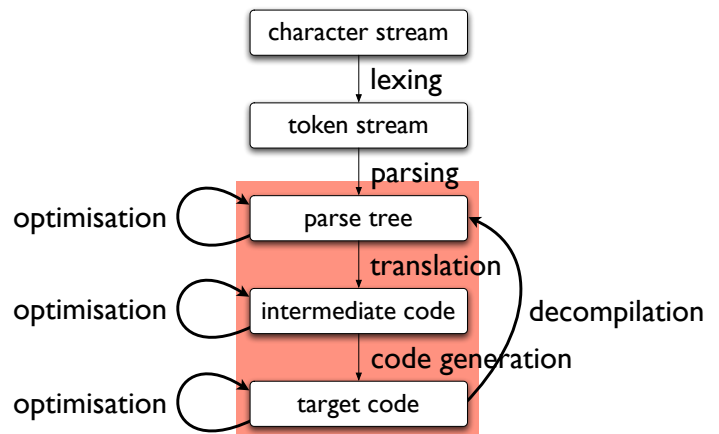 character stream
lexing
token stream
parsing
optimisation
parse tree
translation
optimisation
intermediate code
decompilation
code generation
optimisation
target code